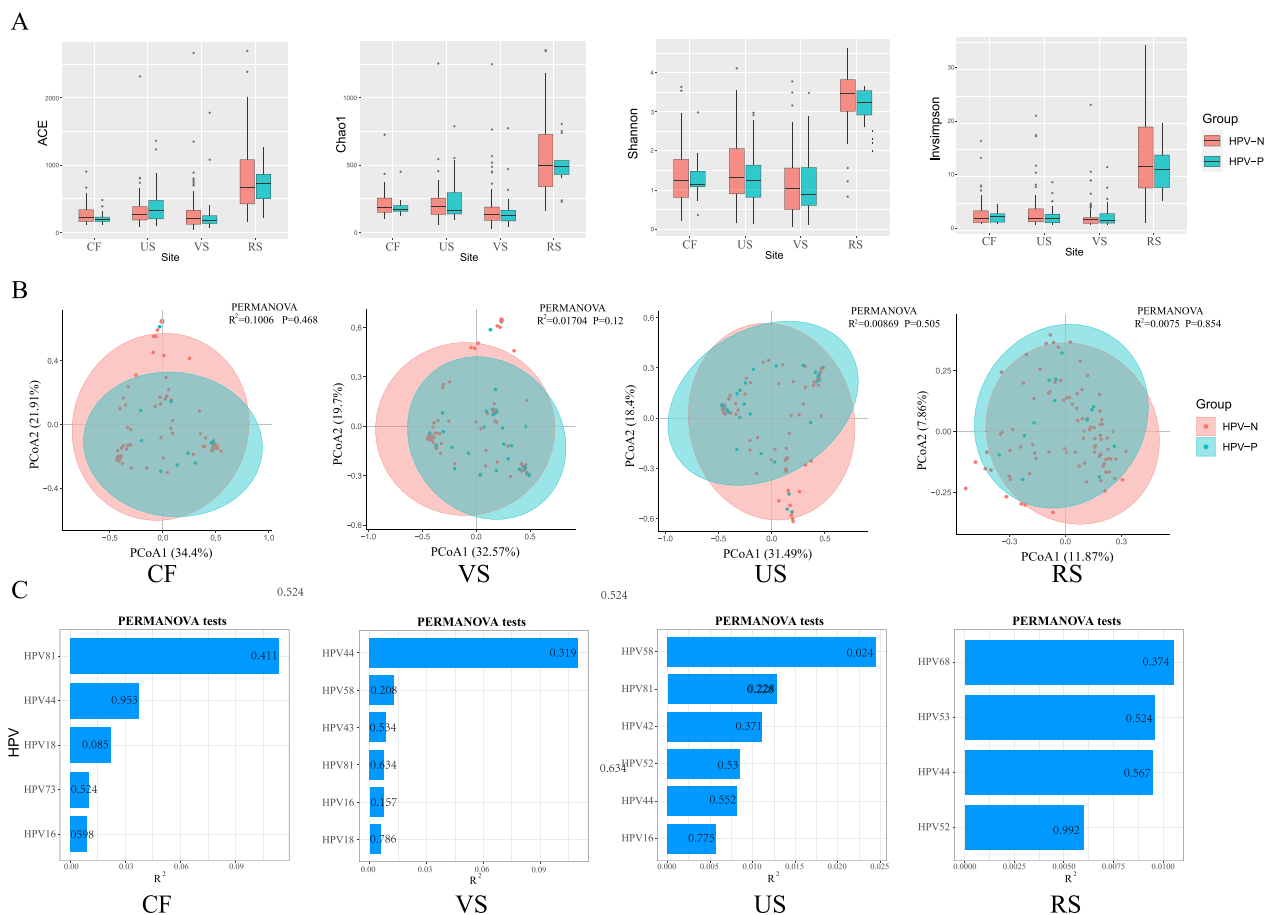 A
ACE
2000
1000
0
CF
US
VS
RS
Site
Chao1
1000
500
0
CF
US
VS
RS
Site
Shannon
4
3
2
1
0
CF
US
VS
RS
Site
Invsimpson
30
20
10
0
CF
US
VS
RS
Site
Group
HPV-N
HPV-P
B
PERMANOVA
R²=0.1006 P=0.468
PCoA2 (21.91%)
0.4
0.0
−0.4
−0.5
0.0
0.5
1.0
PCoA1 (34.4%)
CF
PERMANOVA
R²=0.01704 P=0.12
PCoA2 (19.7%)
0.6
0.3
0.0
−0.3
−0.6
−1.0
−0.5
0.0
0.5
PCoA1 (32.57%)
VS
PERMANOVA
R²=0.00869 P=0.505
PCoA2 (18.4%)
0.6
0.3
0.0
−0.3
−0.6
−1.0
−0.5
0.0
0.5
PCoA1 (31.49%)
US
PERMANOVA
R²=0.0075 P=0.854
PCoA2 (7.86%)
0.25
0.00
−0.25
−0.3
0.0
0.3
PCoA1 (11.87%)
RS
Group
HPV-N
HPV-P
C
0.524
0.524
PERMANOVA tests
HPV
HPV81 0.411
HPV44 0.953
HPV18 0.085
HPV73 0.524
HPV16 0598
0.00 0.03 0.06 0.09
R²
CF
PERMANOVA tests
HPV44 0.319
HPV58 0.208
HPV43 0.534
HPV81 0.634
HPV16 0.157
HPV18 0.786
0.00 0.03 0.06 0.09
R²
VS
0.634
PERMANOVA tests
HPV58 0.024
HPV81
HPV42 0.371
HPV52 0.53
HPV44 0.552
HPV16 0.775
0.000 0.005 0.010 0.015 0.020 0.025
R²
US
PERMANOVA tests
HPV68 0.374
HPV53 0.524
HPV44 0.567
HPV52 0.992
0.0000 0.0025 0.0050 0.0075 0.0100
R²
RS